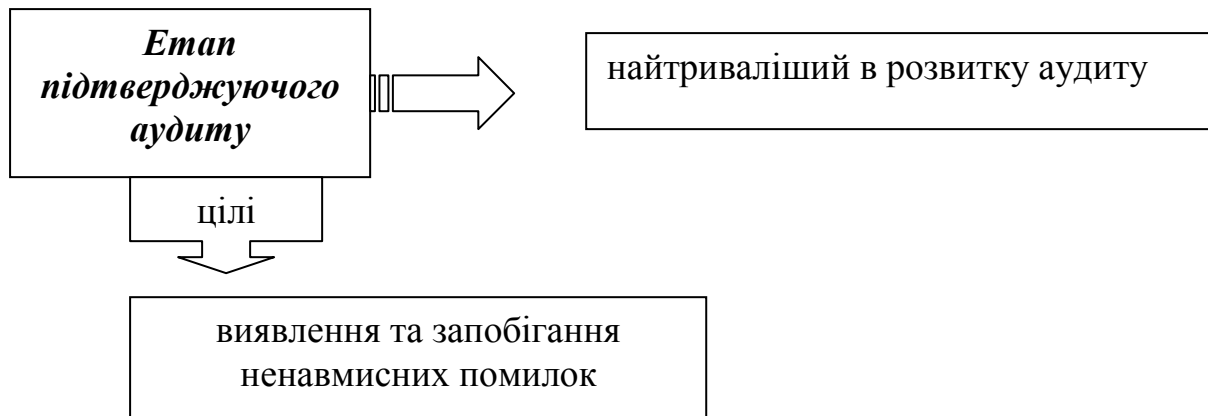 Етап
підтверджуючого
аудиту
найтриваліший в розвитку аудиту
цілі
виявлення та запобігання
ненавмисних помилок